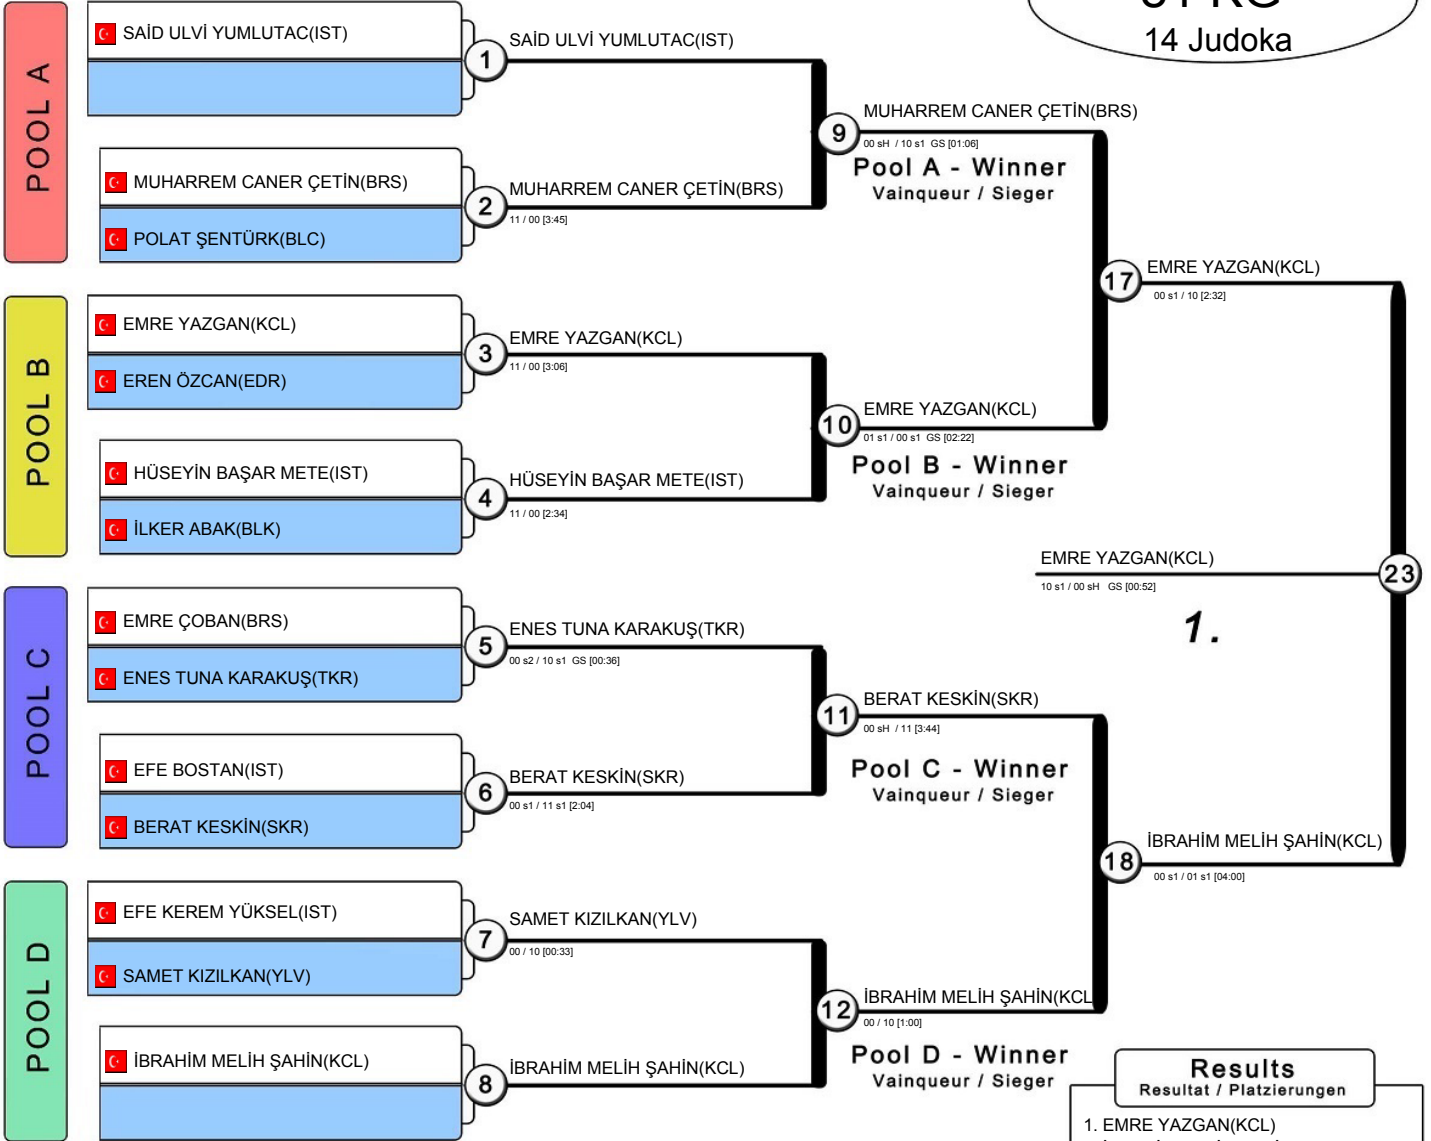 14 Judoka
POOL A
SAİD ULVİ YUMLUTAC(IST)
1
SAİD ULVİ YUMLUTAC(IST)
MUHARREM CANER ÇETİN(BRS)
POLAT ŞENTÜRK(BLC)
2
MUHARREM CANER ÇETİN(BRS)
11 / 00 [3:45]
9
MUHARREM CANER ÇETİN(BRS)
00 sH / 10 s1 GS [01:06]
Pool A - Winner
Vainqueur / Sieger
POOL B
EMRE YAZGAN(KCL)
EREN ÖZCAN(EDR)
3
EMRE YAZGAN(KCL)
11 / 00 [3:06]
HÜSEYİN BAŞAR METE(IST)
İLKER ABAK(BLK)
4
HÜSEYİN BAŞAR METE(IST)
11 / 00 [2:34]
10
EMRE YAZGAN(KCL)
01 s1 / 00 s1 GS [02:22]
Pool B - Winner
Vainqueur / Sieger
17
EMRE YAZGAN(KCL)
00 s1 / 10 [2:32]
POOL C
EMRE ÇOBAN(BRS)
ENES TUNA KARAKUŞ(TKR)
5
ENES TUNA KARAKUŞ(TKR)
00 s2 / 10 s1 GS [00:36]
EFE BOSTAN(IST)
BERAT KESKİN(SKR)
6
BERAT KESKİN(SKR)
00 s1 / 11 s1 [2:04]
11
BERAT KESKİN(SKR)
00 sH / 11 [3:44]
Pool C - Winner
Vainqueur / Sieger
POOL D
EFE KEREM YÜKSEL(IST)
SAMET KIZILKAN(YLV)
7
SAMET KIZILKAN(YLV)
00 / 10 [00:33]
İBRAHİM MELİH ŞAHİN(KCL)
8
İBRAHİM MELİH ŞAHİN(KCL)
12
İBRAHİM MELİH ŞAHİN(KCL
00 / 10 [1:00]
Pool D - Winner
Vainqueur / Sieger
18
İBRAHİM MELİH ŞAHİN(KCL)
00 s1 / 01 s1 [04:00]
EMRE YAZGAN(KCL)
23
10 s1 / 00 sH GS [00:52]
1.
Results
Resultat / Platzierungen
1. EMRE YAZGAN(KCL)